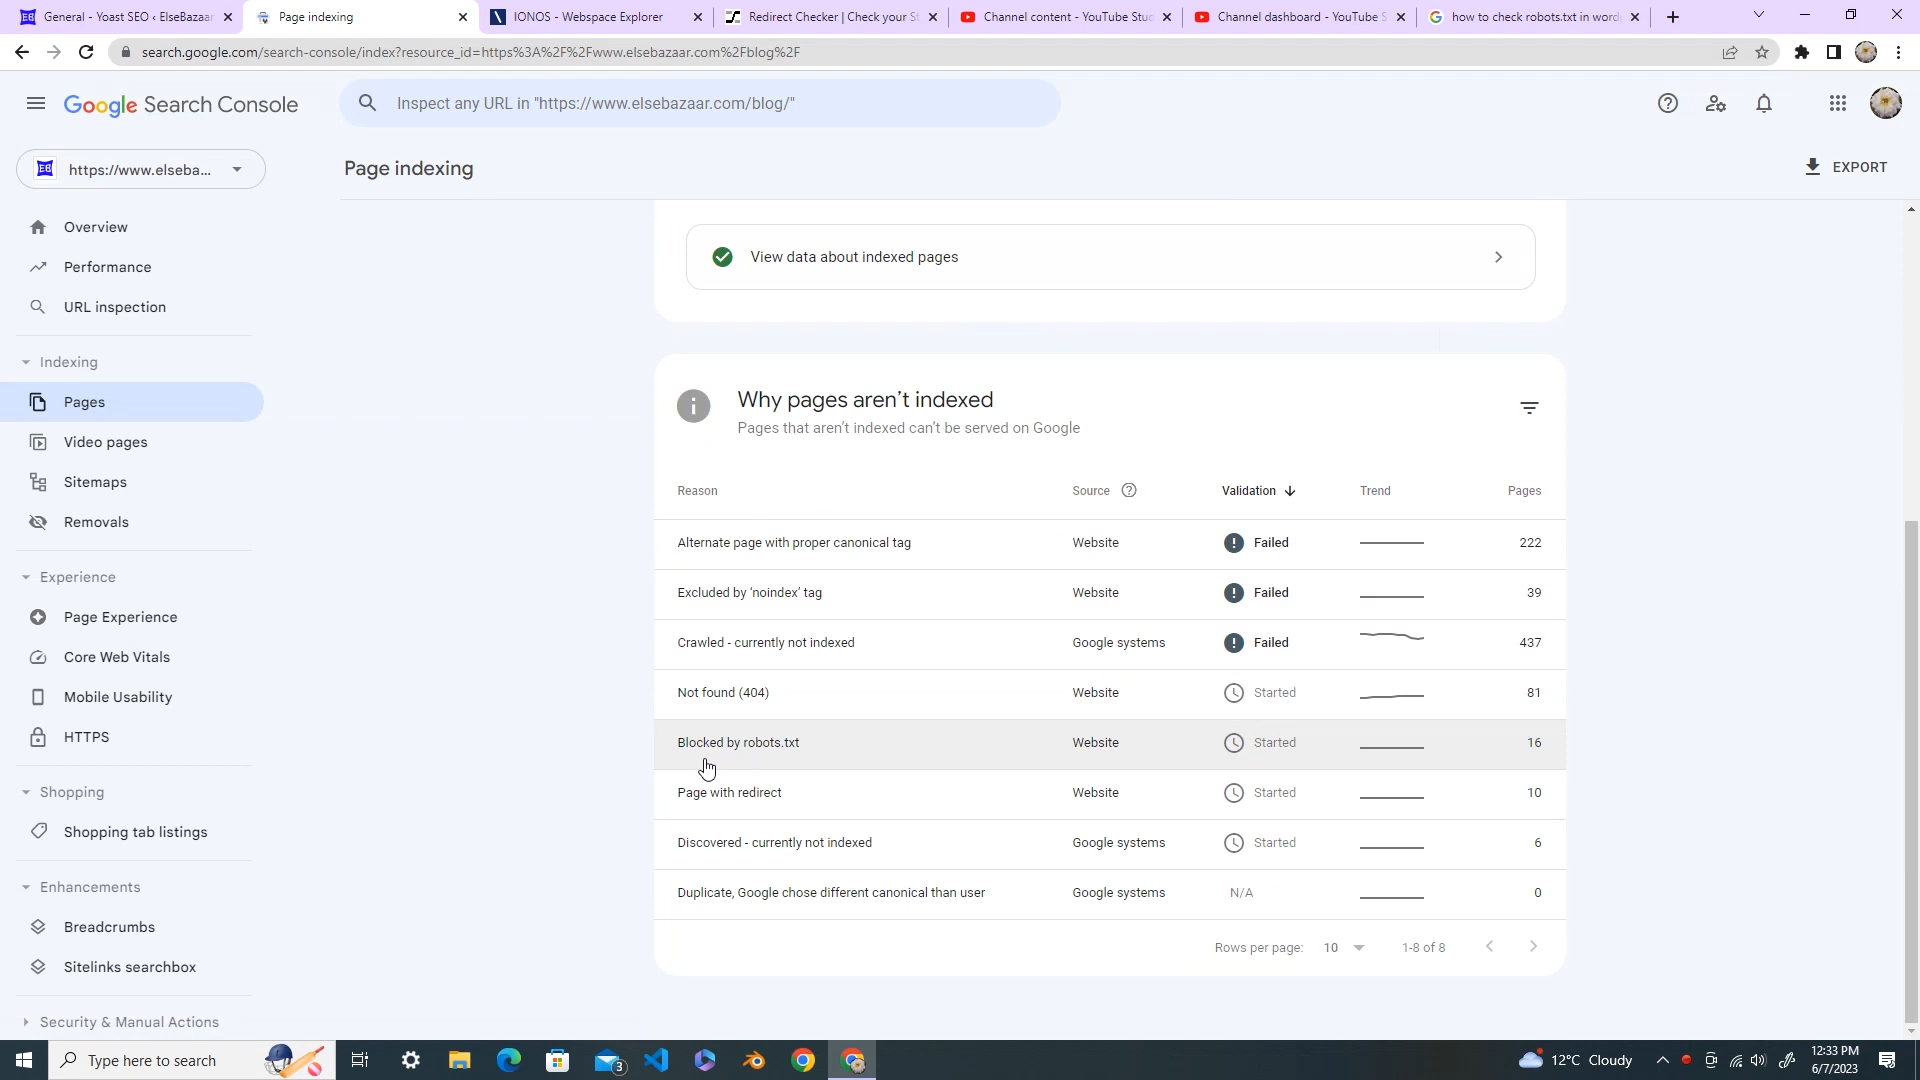 General - Yoast SEO ‹ ElseBazaar
Page indexing
IONOS - Webspace Explorer
Redirect Checker | Check your St
Channel content - YouTube Stud
Channel dashboard - YouTube S
how to check robots.txt in word
search.google.com/search-console/index?resource_id=https%3A%2F%2Fwww.elsebazaar.com%2Fblog%2F
Google Search Console
Inspect any URL in "https://www.elsebazaar.com/blog/"
EB https://www.elseba...
Page indexing
EXPORT
Overview
Performance
URL inspection
Indexing
Pages
Video pages
Sitemaps
Removals
Experience
Page Experience
Core Web Vitals
Mobile Usability
HTTPS
Shopping
Shopping tab listings
Enhancements
Breadcrumbs
Sitelinks searchbox
Security & Manual Actions
View data about indexed pages
Why pages aren't indexed
Pages that aren't indexed can't be served on Google
Reason Source Validation Trend Pages
Alternate page with proper canonical tag Website Failed 222
Excluded by 'noindex' tag Website Failed 39
Crawled - currently not indexed Google systems Failed 437
Not found (404) Website Started 81
Blocked by robots.txt Website Started 16
Page with redirect Website Started 10
Discovered - currently not indexed Google systems Started 6
Duplicate, Google chose different canonical than user Google systems N/A 0
Rows per page: 10 1-8 of 8
Type here to search
3
12°C Cloudy
12:33 PM
6/7/2023